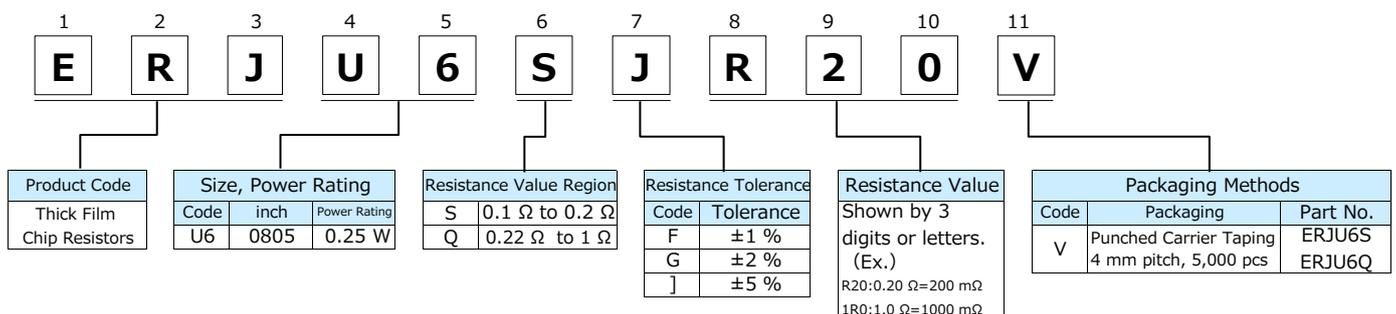 1 2 3 4 5 6 7 8 9 10 11
E R J U 6 S J R 2 0 V
Product Code
Thick Film
Chip Resistors
Size, Power Rating
Code inch Power Rating
U6 0805 0.25 W
Resistance Value Region
S 0.1 Ω to 0.2 Ω
Q 0.22 Ω to 1 Ω
Resistance Tolerance
Code Tolerance
F ±1 %
G ±2 %
J ±5 %
Resistance Value
Shown by 3
digits or letters.
(Ex.)
R20:0.20 Ω=200 mΩ
1R0:1.0 Ω=1000 mΩ
Packaging Methods
Code Packaging Part No.
V
Punched Carrier Taping
4 mm pitch, 5,000 pcs
ERJU6S
ERJU6Q